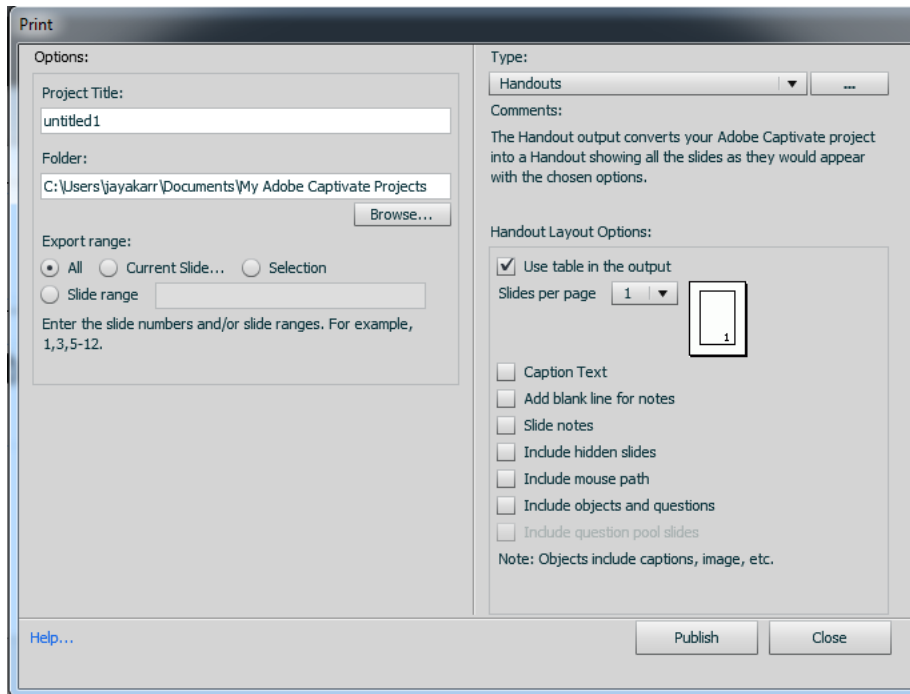 Print
Options:
Project Title:
untitled1
Folder:
C:\Users\jayakarr\Documents\My Adobe Captivate Projects
Browse...
Export range:
All Current Slide... Selection
Slide range
Enter the slide numbers and/or slide ranges. For example,
1,3,5-12.
Type:
Handouts ...
Comments:
The Handout output converts your Adobe Captivate project
into a Handout showing all the slides as they would appear
with the chosen options.
Handout Layout Options:
Use table in the output
Slides per page 1
1
Caption Text
Add blank line for notes
Slide notes
Include hidden slides
Include mouse path
Include objects and questions
Include question pool slides
Note: Objects include captions, image, etc.
Help...
Publish Close